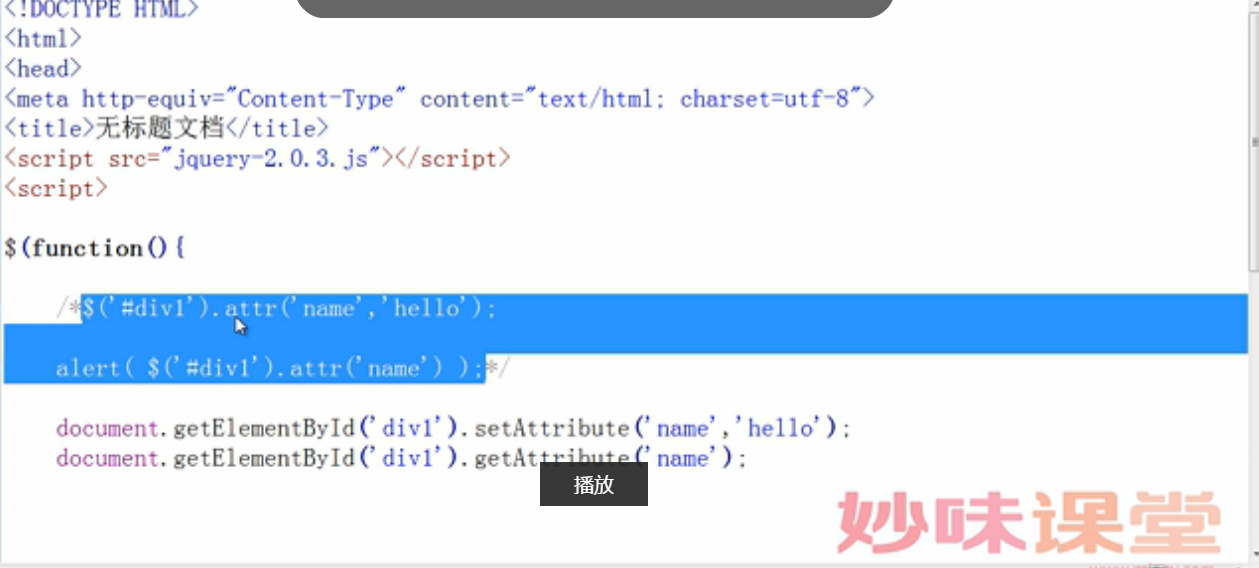 <!DOCTYPE HTML>
<html>
<head>
<meta http-equiv="Content-Type" content="text/html; charset=utf-8">
<title>无标题文档</title>
<script src="jquery-2.0.3.js"></script>
<script>
$(function(){
/*$('#div1').attr('name','hello');
alert( $('#div1').attr('name') );*/
document.getElementById('div1').setAttribute('name','hello');
document.getElementById('div1').getAttribute('name');
播放
妙味课堂